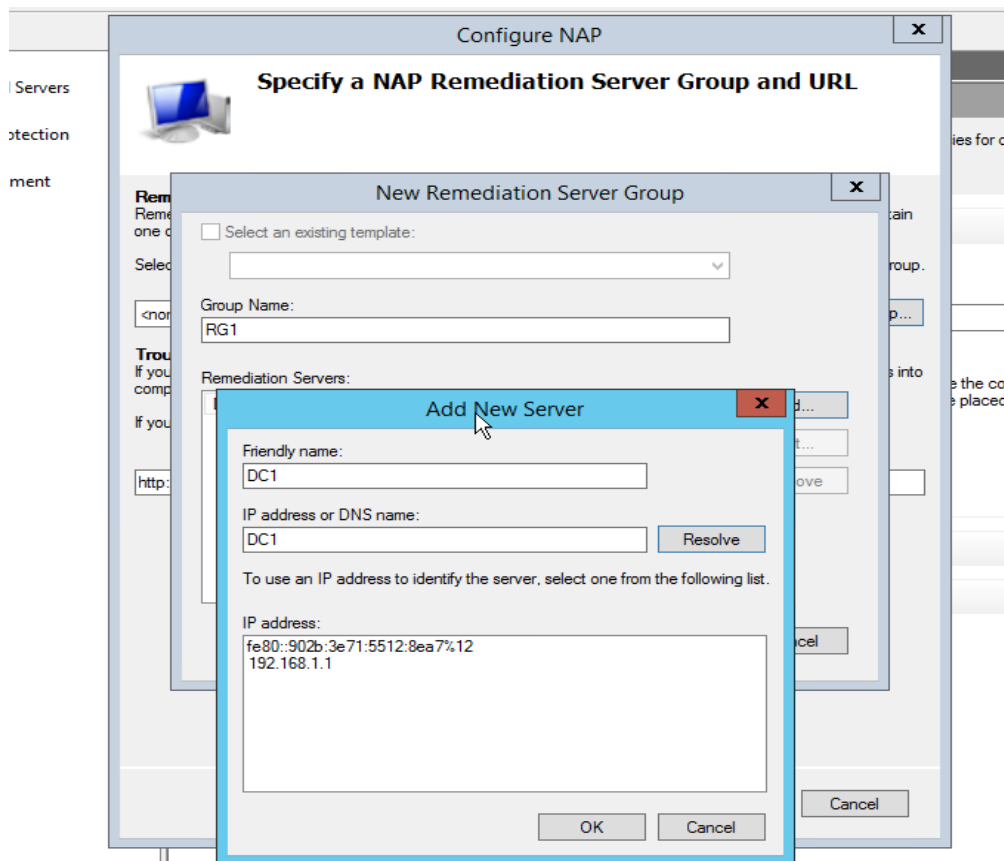 Configure NAP
x
Servers
Specify a NAP Remediation Server Group and URL
New Remediation Server Group
x
Select an existing template:
group.
Group Name:
RG1
Remediation Servers:
Add New Server
x
Friendly name:
DC1
IP address or DNS name:
DC1
Resolve
http:
To use an IP address to identify the server, select one from the following list.
IP address:
fe80::902b:3e71:5512:8ea7%12
192.168.1.1
OK
Cancel
Cancel